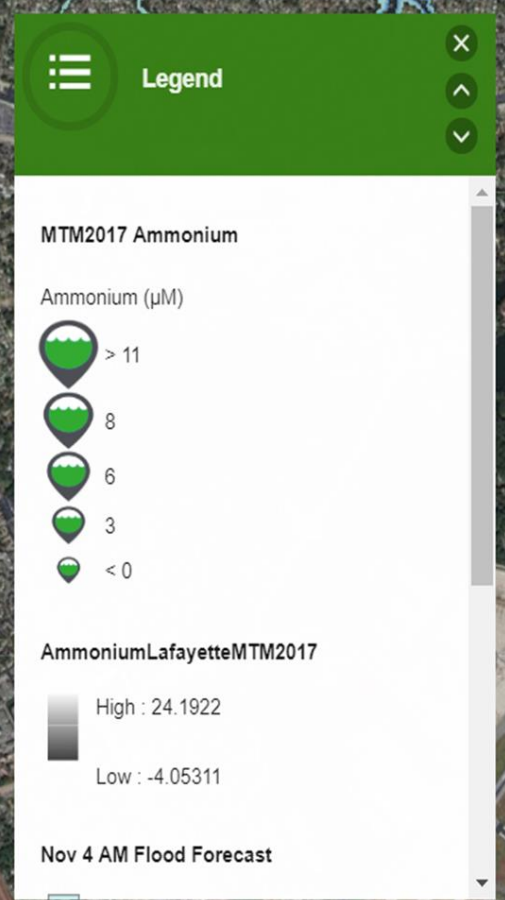 Legend
MTM2017 Ammonium
Ammonium (µM)
> 11
8
6
3
< 0
AmmoniumLafayetteMTM2017
High : 24.1922
Low : -4.05311
Nov 4 AM Flood Forecast